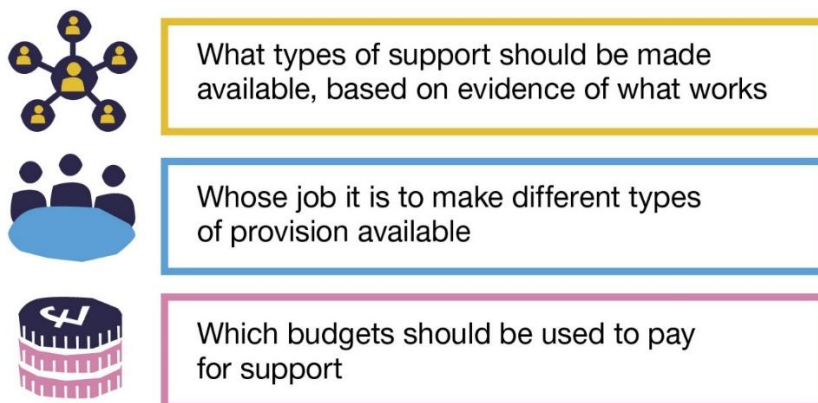 What types of support should be made
available, based on evidence of what works
Whose job it is to make different types
of provision available
£
Which budgets should be used to pay
for support